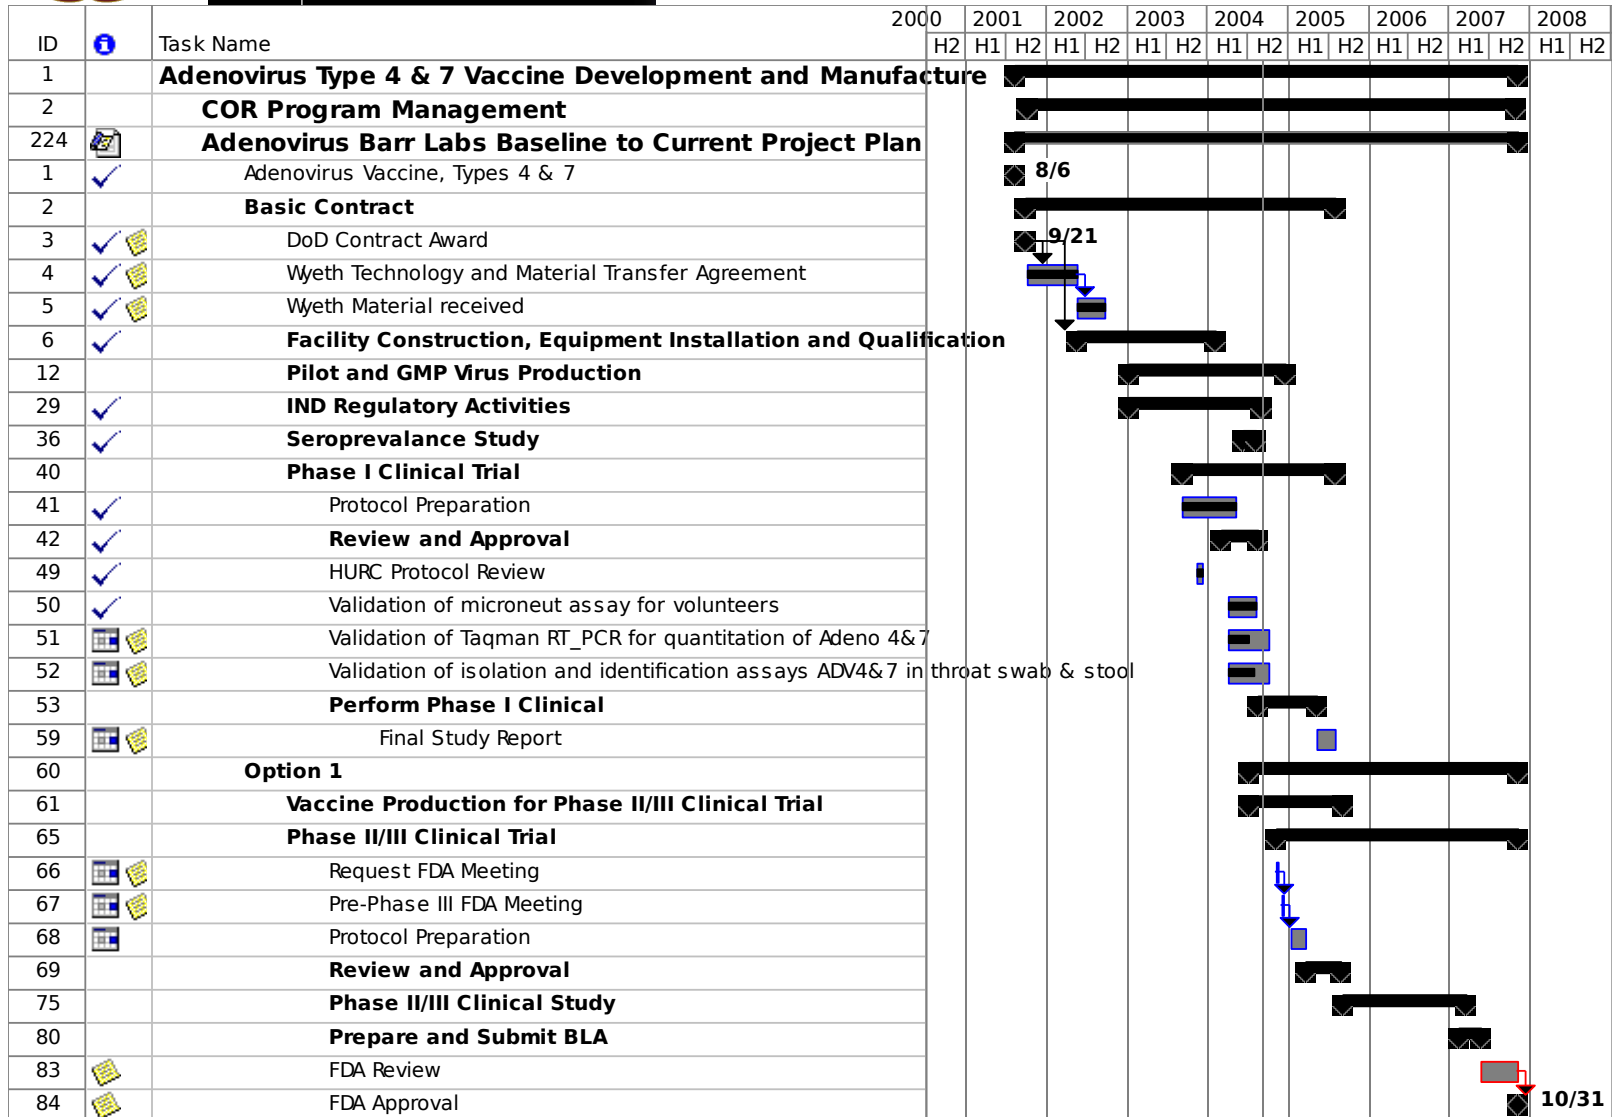 2000 2001 2002 2003 2004 2005 2006 2007 2008
ID Task Name H2 H1 H2 H1 H2 H1 H2 H1 H2 H1 H2 H1 H2 H1 H2 H1 H2
1 Adenovirus Type 4 & 7 Vaccine Development and Manufacture
2 COR Program Management
224 Adenovirus Barr Labs Baseline to Current Project Plan
1 Adenovirus Vaccine, Types 4 & 7 8/6
2 Basic Contract
3 DoD Contract Award 9/21
4 Wyeth Technology and Material Transfer Agreement
5 Wyeth Material received
6 Facility Construction, Equipment Installation and Qualification
12 Pilot and GMP Virus Production
29 IND Regulatory Activities
36 Seroprevalance Study
40 Phase I Clinical Trial
41 Protocol Preparation
42 Review and Approval
49 HURC Protocol Review
50 Validation of microneut assay for volunteers
51 Validation of Taqman RT_PCR for quantitation of Adeno 4&7
52 Validation of isolation and identification assays ADV4&7 in throat swab & stool
53 Perform Phase I Clinical
59 Final Study Report
60 Option 1
61 Vaccine Production for Phase II/III Clinical Trial
65 Phase II/III Clinical Trial
66 Request FDA Meeting
67 Pre-Phase III FDA Meeting
68 Protocol Preparation
69 Review and Approval
75 Phase II/III Clinical Study
80 Prepare and Submit BLA
83 FDA Review
84 FDA Approval 10/31